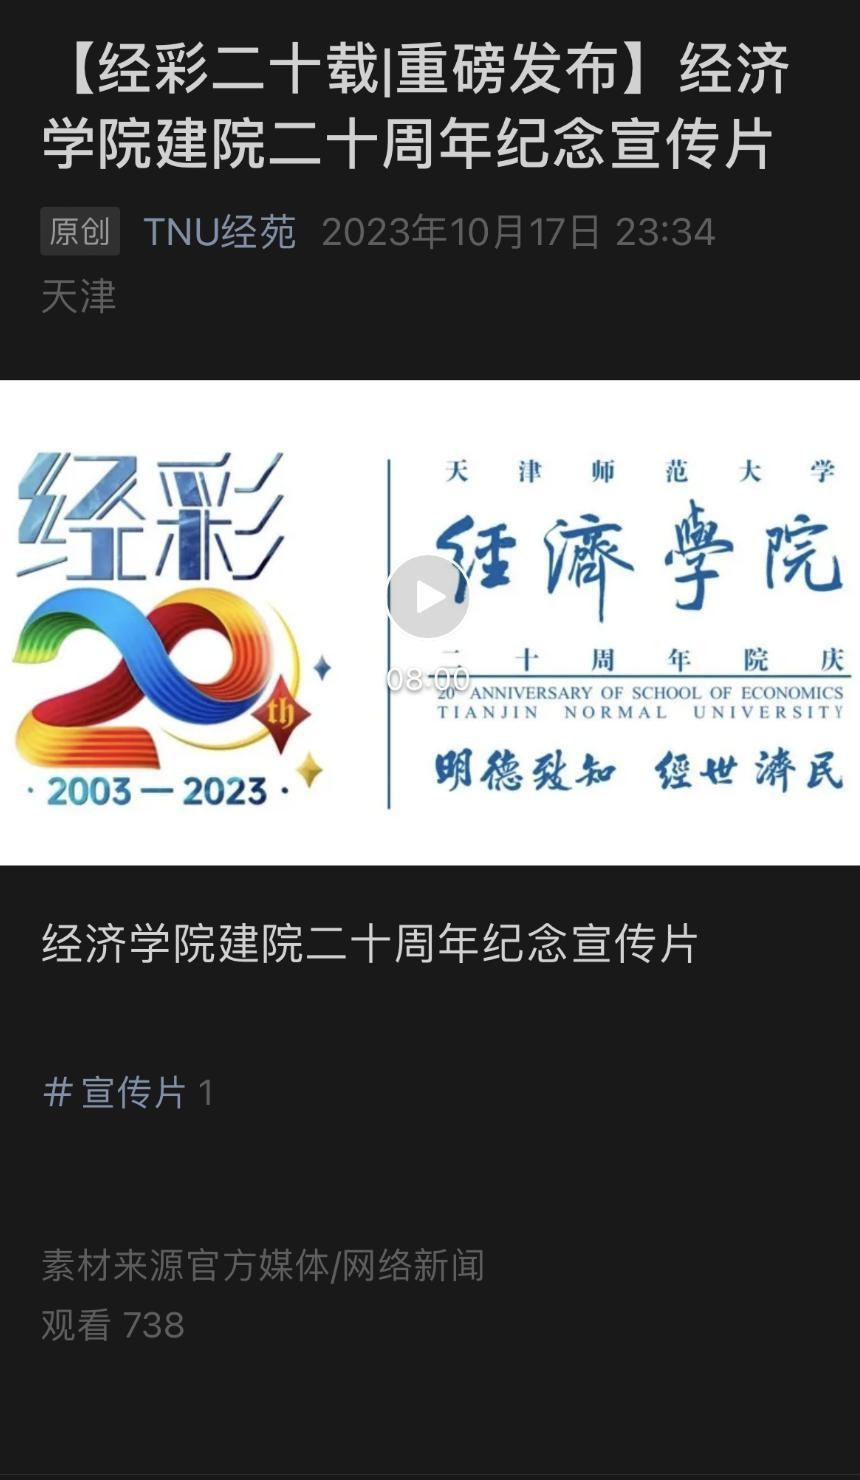 【经彩二十载|重磅发布】经济
学院建院二十周年纪念宣传片
原创 TNU经苑 2023年10月17日 23:34
天津
经彩
20th
·2003—2023·
天津师范大学
经濟學院
二十周年院庆
20th ANNIVERSARY OF SCHOOL OF ECONOMICS
TIANJIN NORMAL UNIVERSITY
明德致知 經世濟民
08:00
经济学院建院二十周年纪念宣传片
#宣传片 1
素材来源官方媒体/网络新闻
观看 738